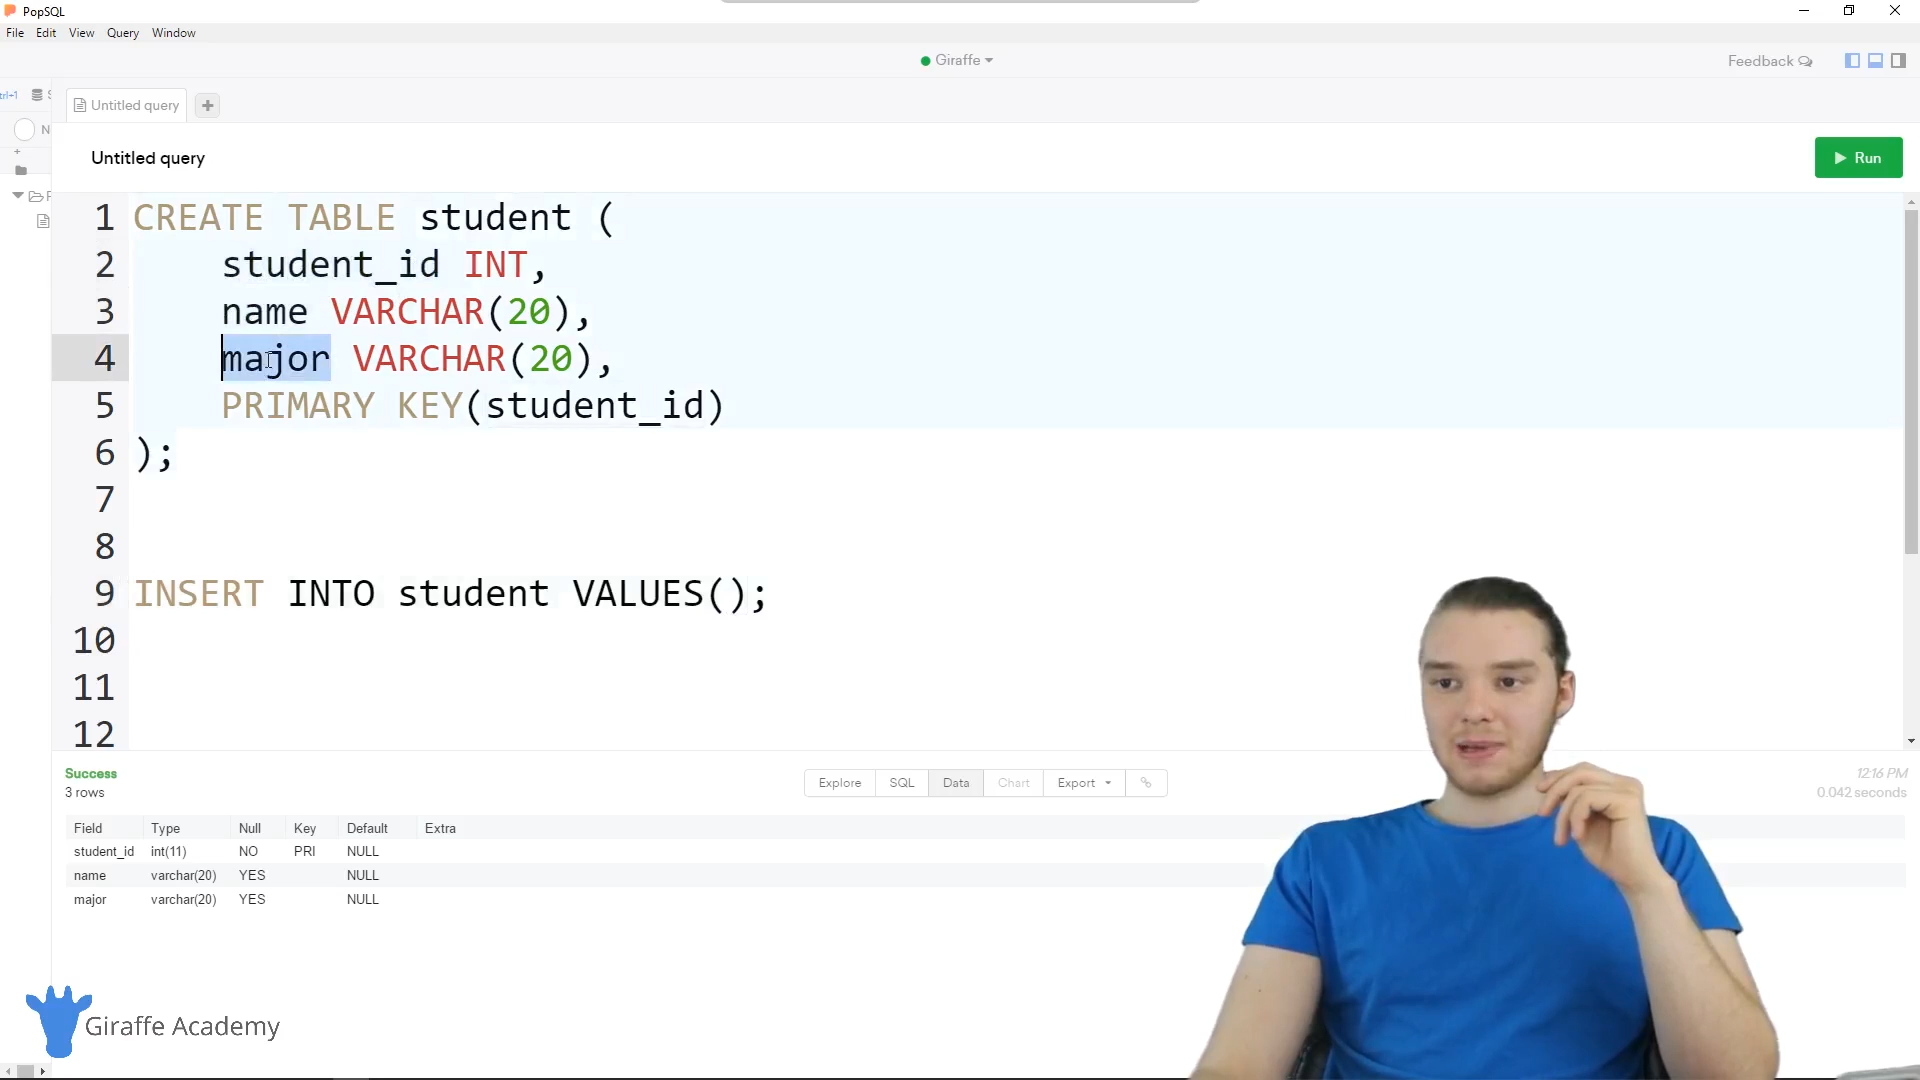 PopSQL
File Edit View Query Window
Giraffe
Feedback
Untitled query
Untitled query
Run
1 CREATE TABLE student (
2 student_id INT,
3 name VARCHAR(20),
4 major VARCHAR(20),
5 PRIMARY KEY(student_id)
6 );
7
8
9 INSERT INTO student VALUES();
10
11
12
Success
3 rows
Explore SQL Data Chart Export
12:16 PM
0.042 seconds
Field Type Null Key Default Extra
student_id int(11) NO PRI NULL
name varchar(20) YES NULL
major varchar(20) YES NULL
Giraffe Academy